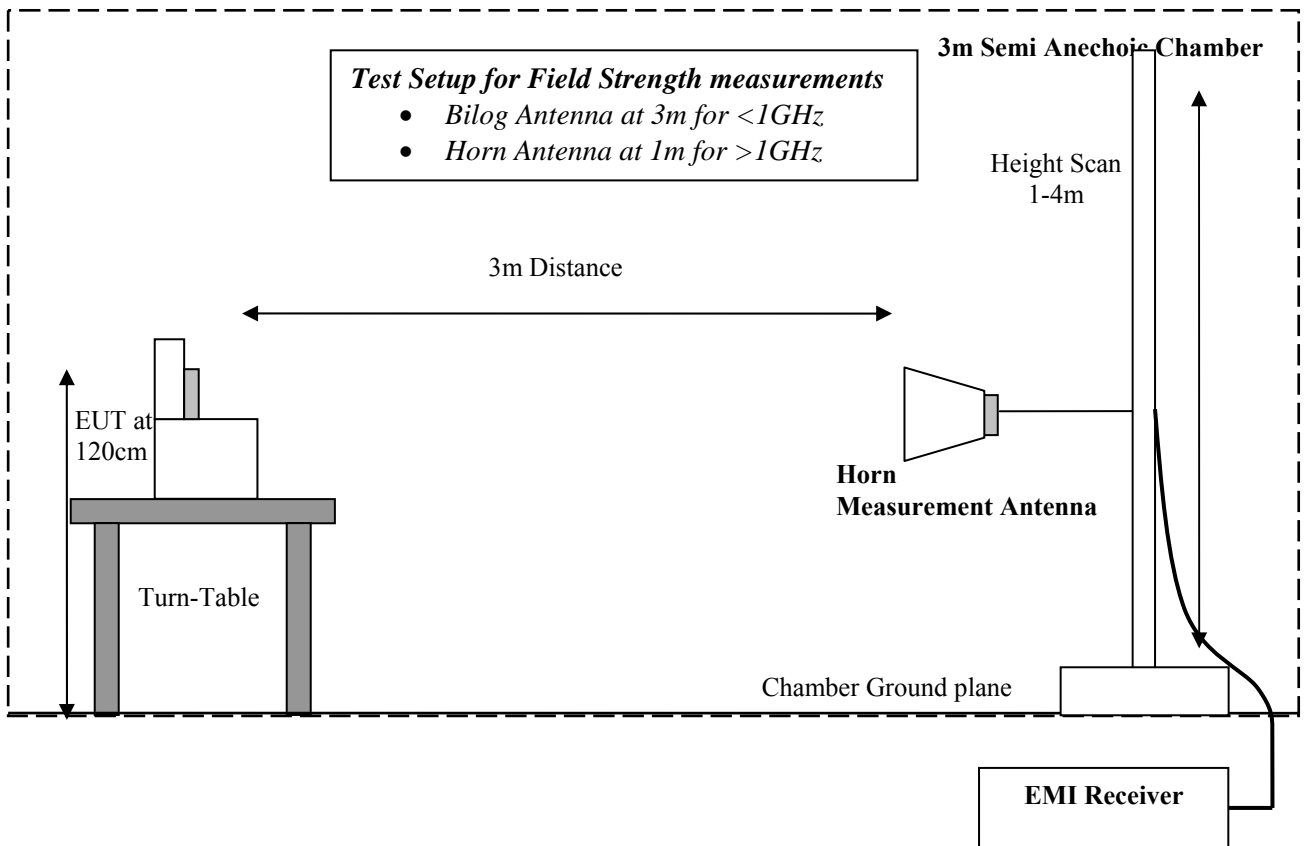 3m Semi Anechoic Chamber
Test Setup for Field Strength measurements
• Bilog Antenna at 3m for <1GHz
• Horn Antenna at 1m for >1GHz
Height Scan
1-4m
3m Distance
EUT at
120cm
Horn
Measurement Antenna
Turn-Table
Chamber Ground plane
EMI Receiver